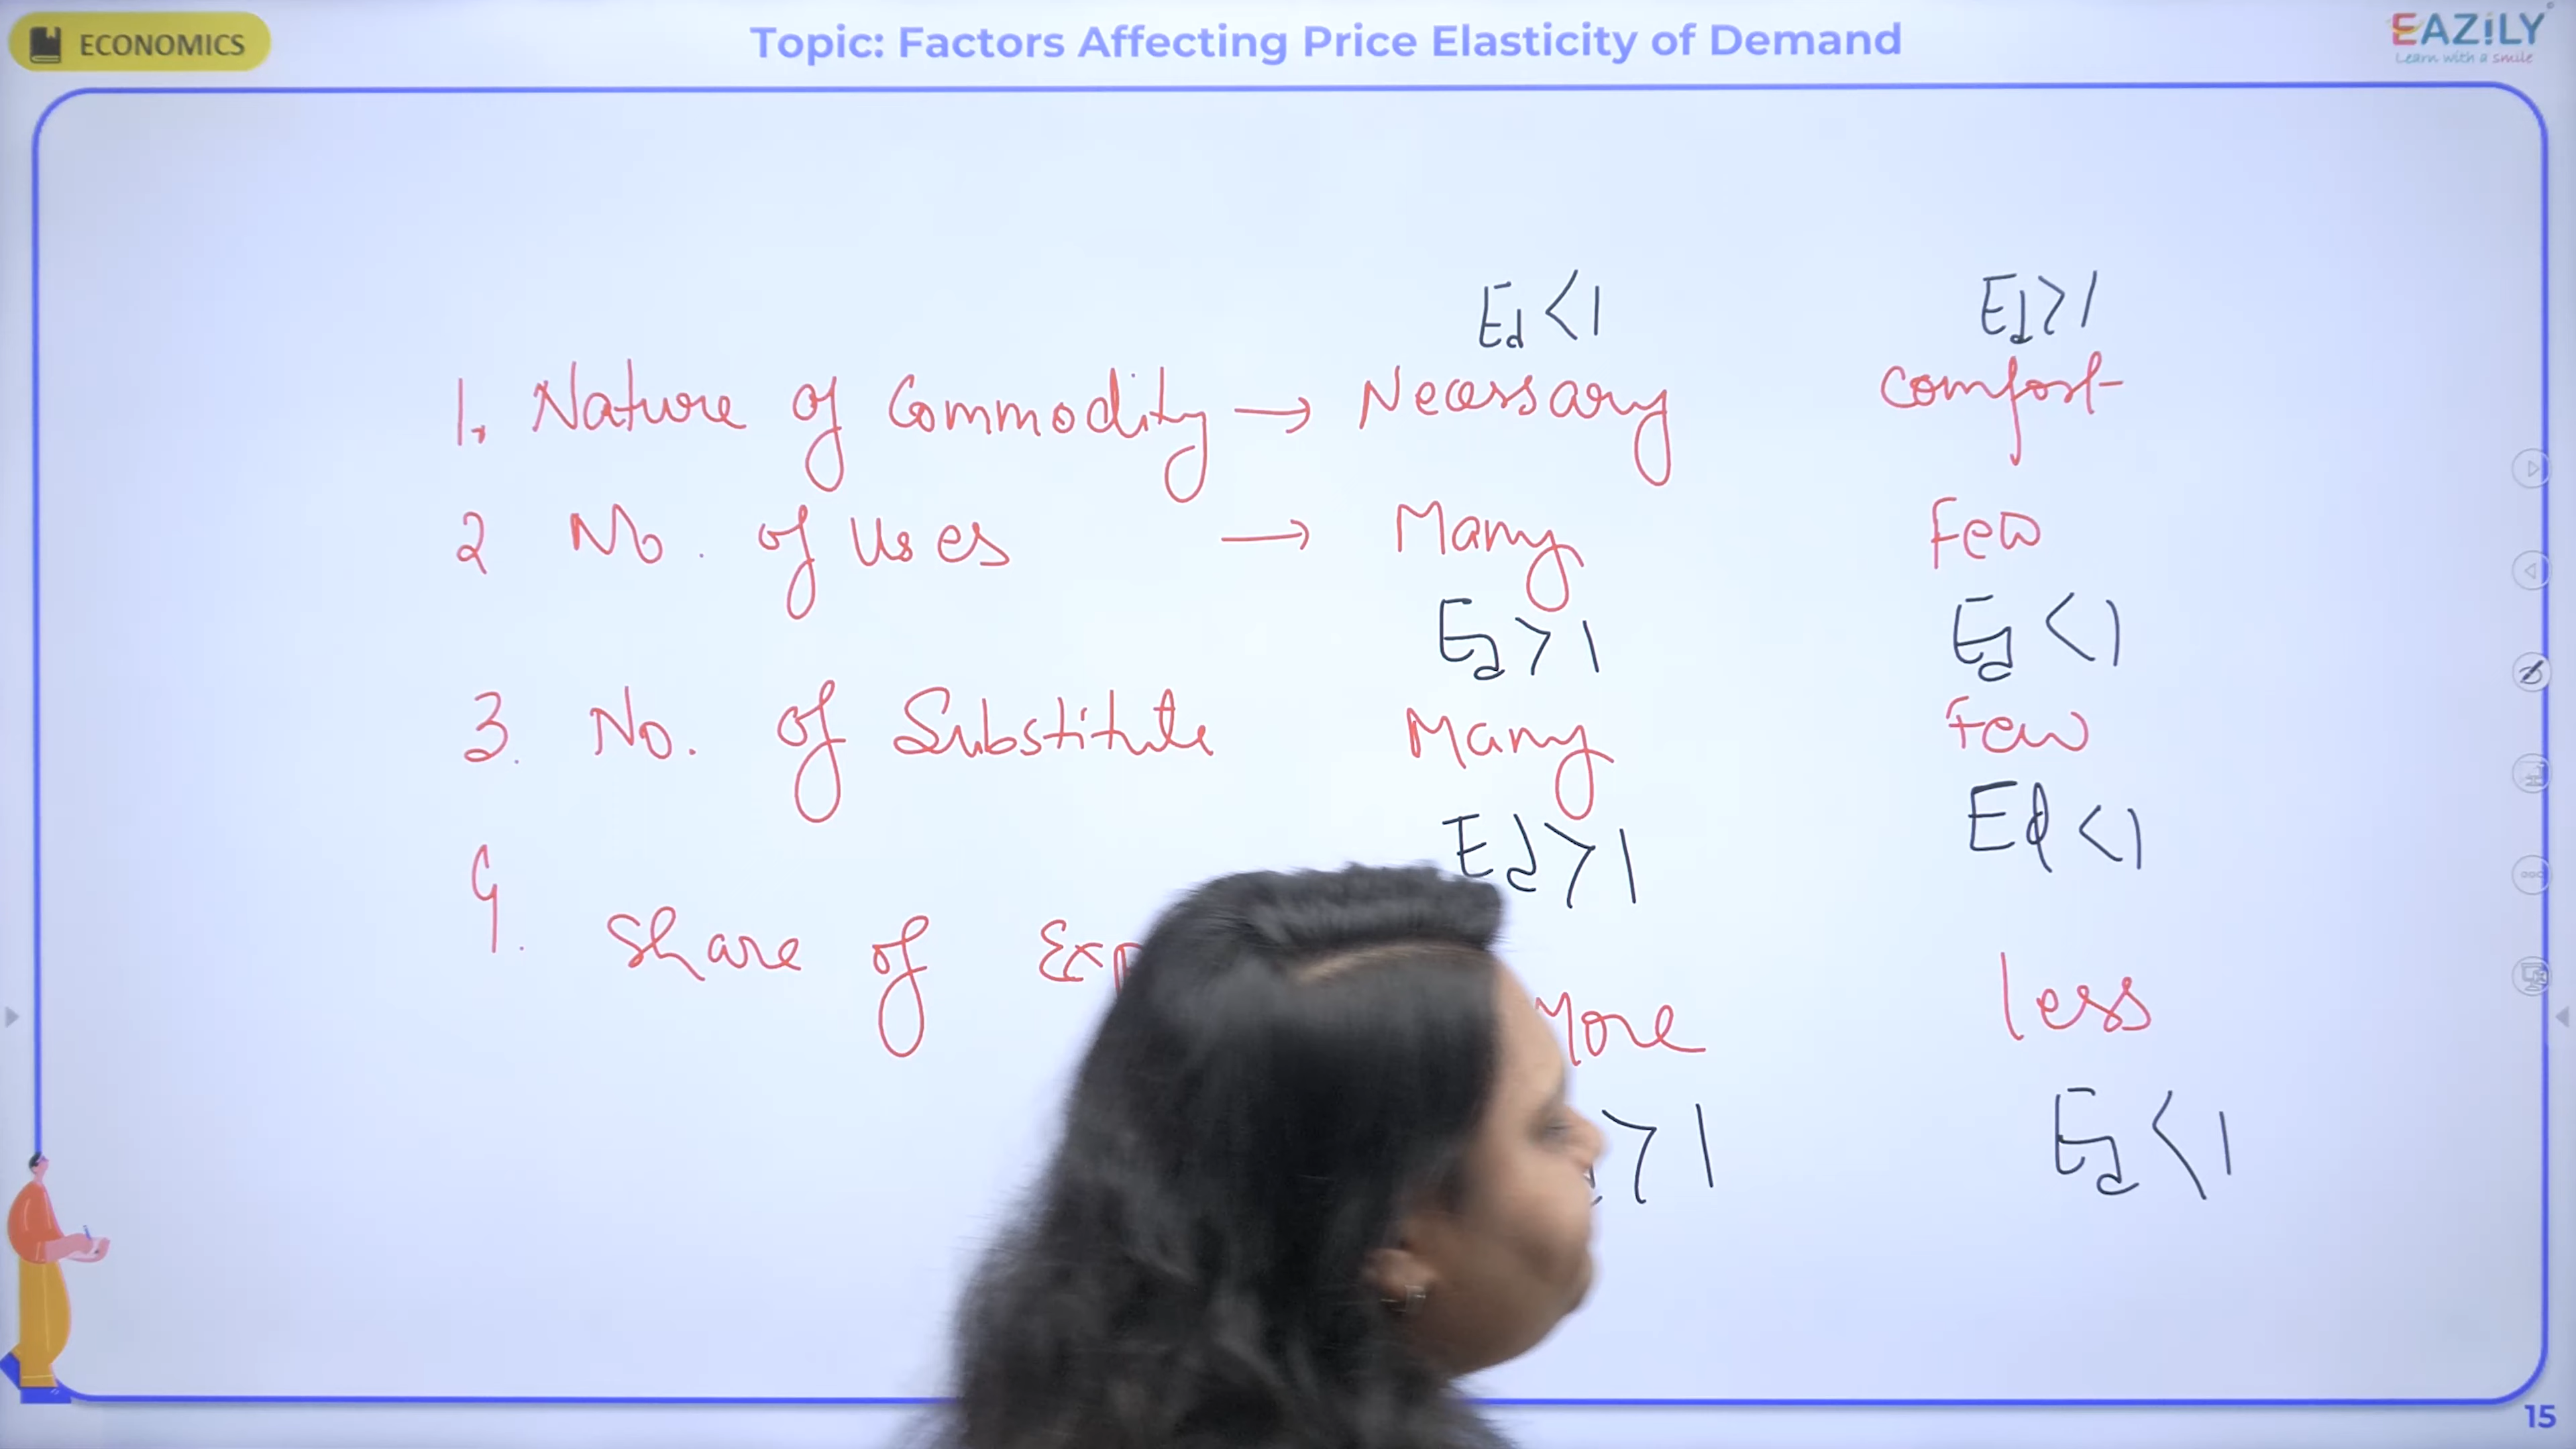 ECONOMICS
Topic: Factors Affecting Price Elasticity of Demand
EAZiLY
Learn with a smile
Ed <1 Ed >1
1. Nature of Commodity → Necessary Comfort
2 No. of Uses → Many Few
Ed >1 Ed <1
3. No. of Substitute Many Few
Ed >1 Ed <1
4. Share of More less
>1 Ed <1
15